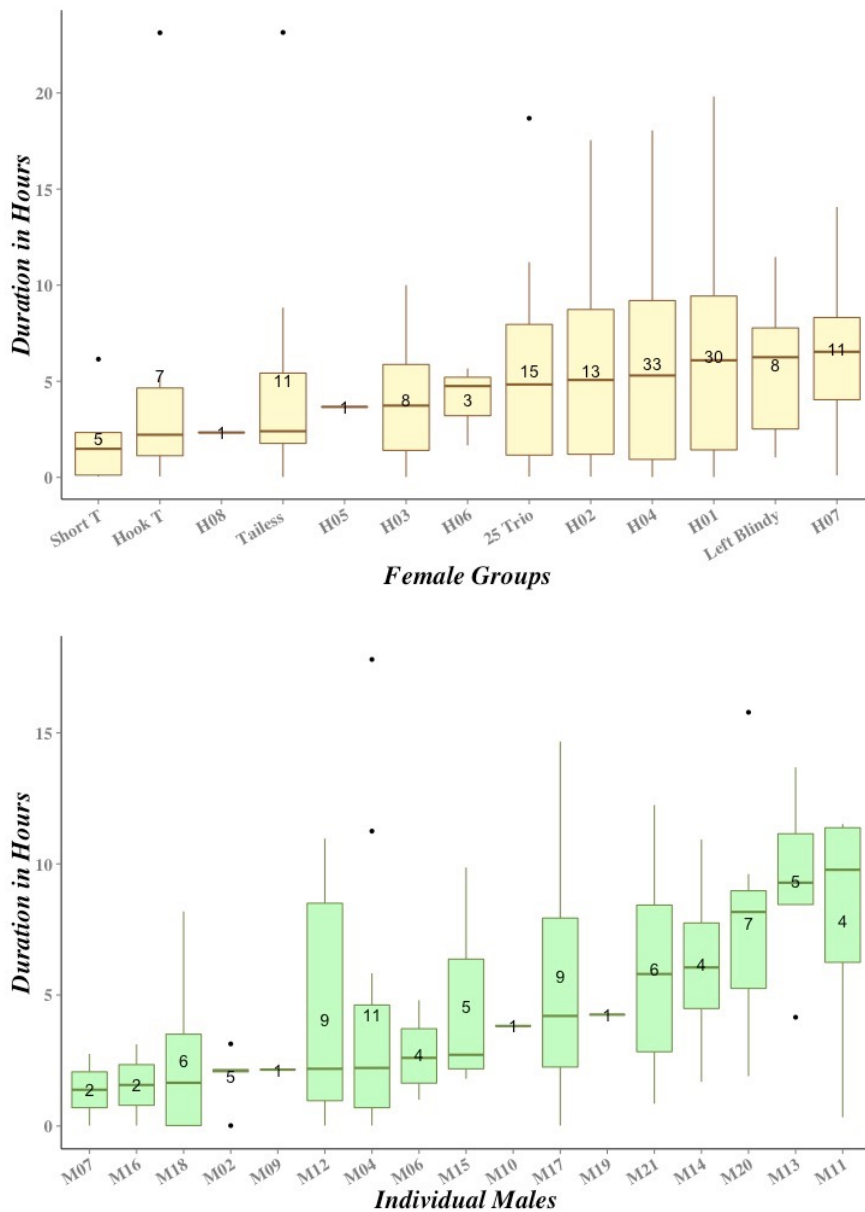 Duration in Hours
20
15
10
5
0
5
7
1
11
1
8
3
15
13
33
30
8
11
Short T
Hook T
H08
Tailess
H05
H03
H06
25 Trio
H02
H04
H01
Left Blindy
H07
Female Groups
Duration in Hours
15
10
5
0
2
2
6
5
1
9
11
4
5
1
9
1
6
4
7
5
4
M07
M16
M18
M02
M09
M12
M04
M06
M15
M10
M17
M19
M21
M14
M20
M13
M11
Individual Males